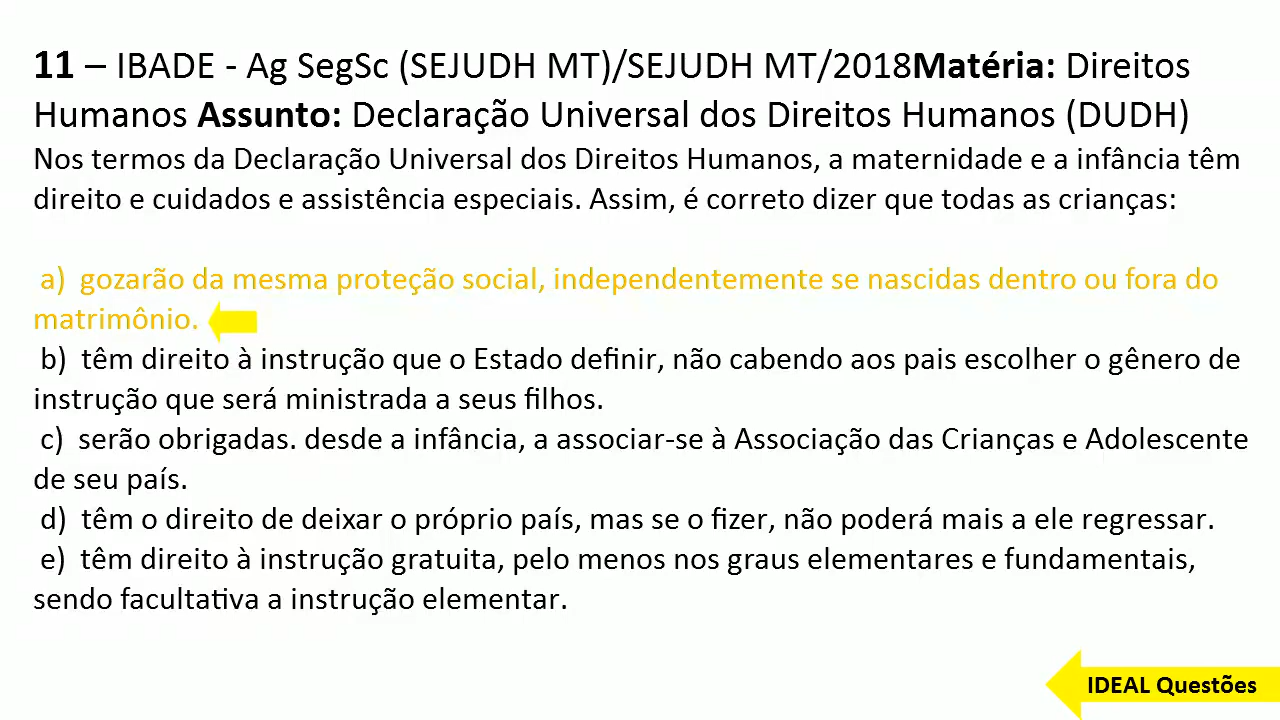 11 – IBADE - Ag SegSc (SEJUDH MT)/SEJUDH MT/2018Matéria: Direitos
Humanos Assunto: Declaração Universal dos Direitos Humanos (DUDH)
Nos termos da Declaração Universal dos Direitos Humanos, a maternidade e a infância têm
direito e cuidados e assistência especiais. Assim, é correto dizer que todas as crianças:
a) gozarão da mesma proteção social, independentemente se nascidas dentro ou fora do
matrimônio.
b) têm direito à instrução que o Estado definir, não cabendo aos pais escolher o gênero de
instrução que será ministrada a seus filhos.
c) serão obrigadas. desde a infância, a associar-se à Associação das Crianças e Adolescente
de seu país.
d) têm o direito de deixar o próprio país, mas se o fizer, não poderá mais a ele regressar.
e) têm direito à instrução gratuita, pelo menos nos graus elementares e fundamentais,
sendo facultativa a instrução elementar.
IDEAL Questões